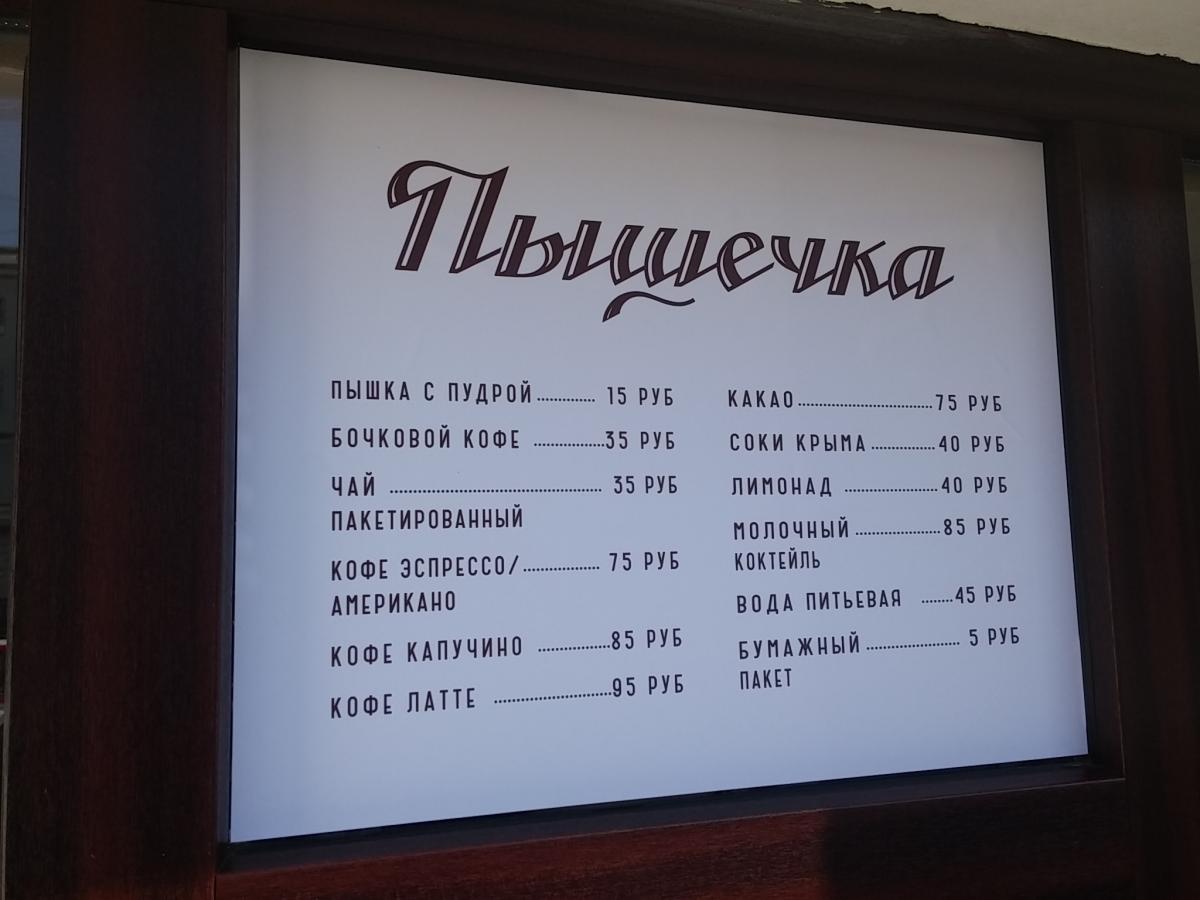 Пышечка
ПЫШКА С ПУДРОЙ............. 15 РУБ
БОЧКОВОЙ КОФЕ ................35 РУБ
ЧАЙ ................................................ 35 РУБ
ПАКЕТИРОВАННЫЙ
КОФЕ ЭСПРЕССО/................. 75 РУБ
АМЕРИКАНО
КОФЕ КАПУЧИНО ................85 РУБ
КОФЕ ЛАТТЕ ..........................95 РУБ
КАКАО..............................75 РУБ
СОКИ КРЫМА ..............40 РУБ
ЛИМОНАД .....................40 РУБ
МОЛОЧНЫЙ ...................85 РУБ
КОКТЕЙЛЬ
ВОДА ПИТЬЕВАЯ .......45 РУБ
БУМАЖНЫЙ ..................... 5 РУБ
ПАКЕТ